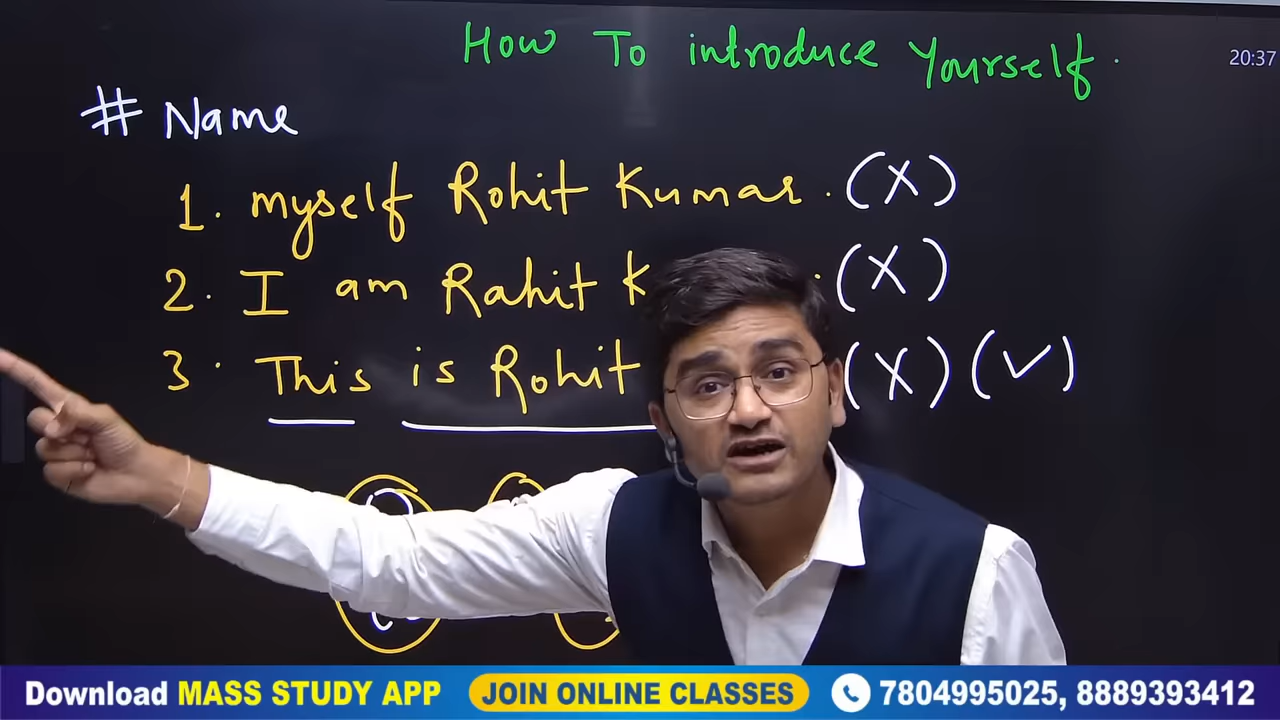 How To introduce Yourself.
20:37
# Name
1. myself Rohit Kumar. (X)
2. I am Rahit K . (X)
3. This is Rohit (X) (✓)
Download MASS STUDY APP JOIN ONLINE CLASSES 7804995025, 8889393412